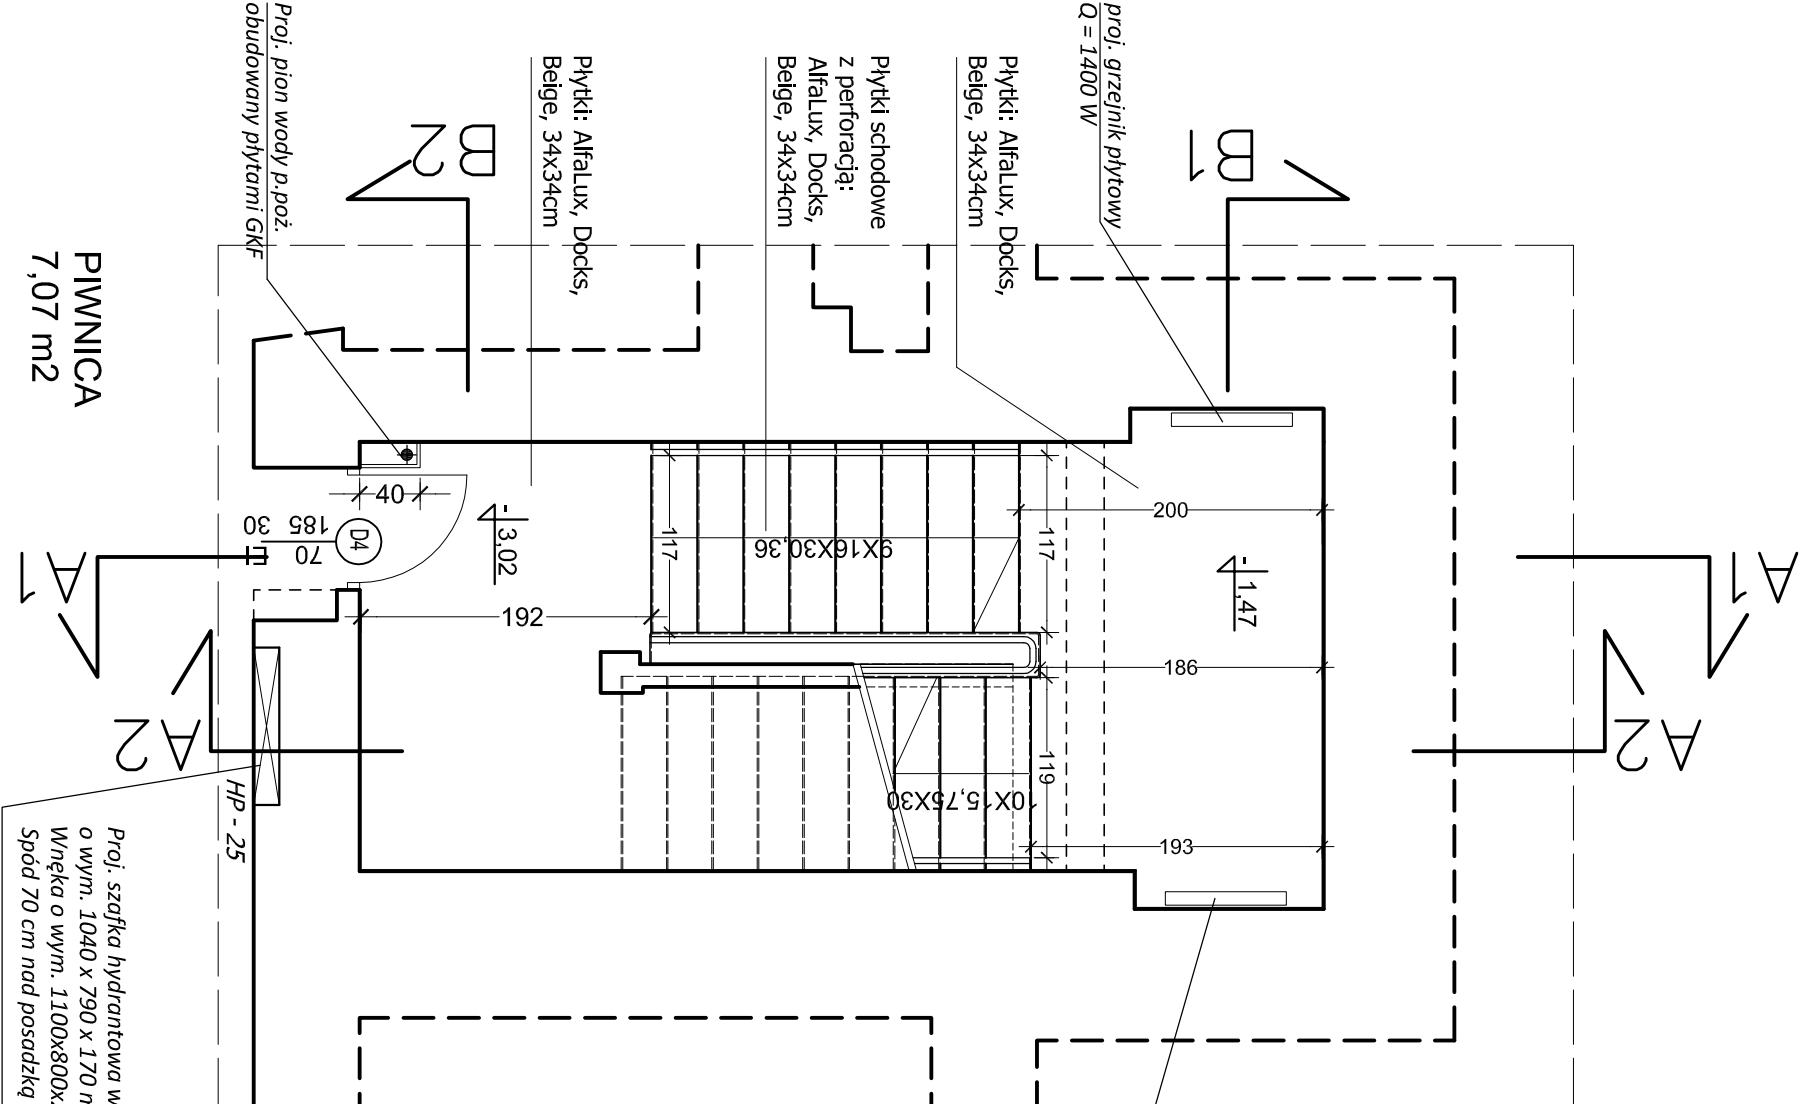 proj. grzejnik płytowy
Q = 1400 W
Płytki: AlfaLux, Docks,
Beige, 34x34cm
Płytki schodowe
z perforacją:
AlfaLux, Docks,
Beige, 34x34cm
Płytki: AlfaLux, Docks,
Beige, 34x34cm
Proj. pion wody p.poż.
obudowany płytami GKF
B1
B2
PIWNICA
7,07 m2
A1
A2
A1
A2
D4
70
185
30
40
-3,02
-1,47
192
117
117
119
200
186
193
9X16X30,36
10X15,75X30
HP - 25
Proj. szafka hydrantowa
o wym. 1040 x 790 x 170
Wnęka o wym. 1100x800x
Spód 70 cm nad posadzką